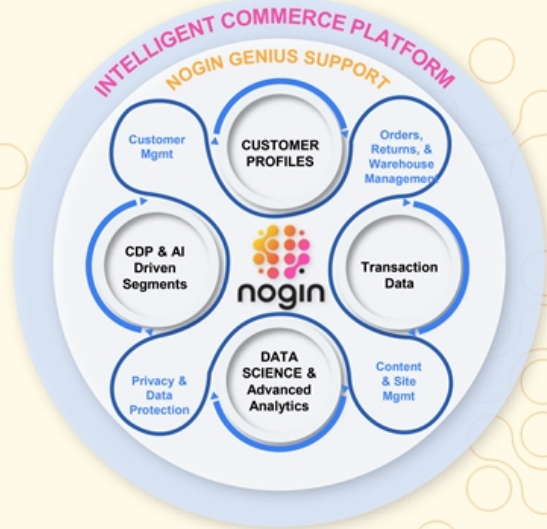 INTELLIGENT COMMERCE PLATFORM
NOGIN GENIUS SUPPORT
Customer
Mgmt
CUSTOMER
PROFILES
Orders,
Returns, &
Warehouse
Management
CDP & AI
Driven
Segments
nogin
Transaction
Data
Privacy &
Data
Protection
DATA
SCIENCE &
Advanced
Analytics
Content
& Site
Mgmt